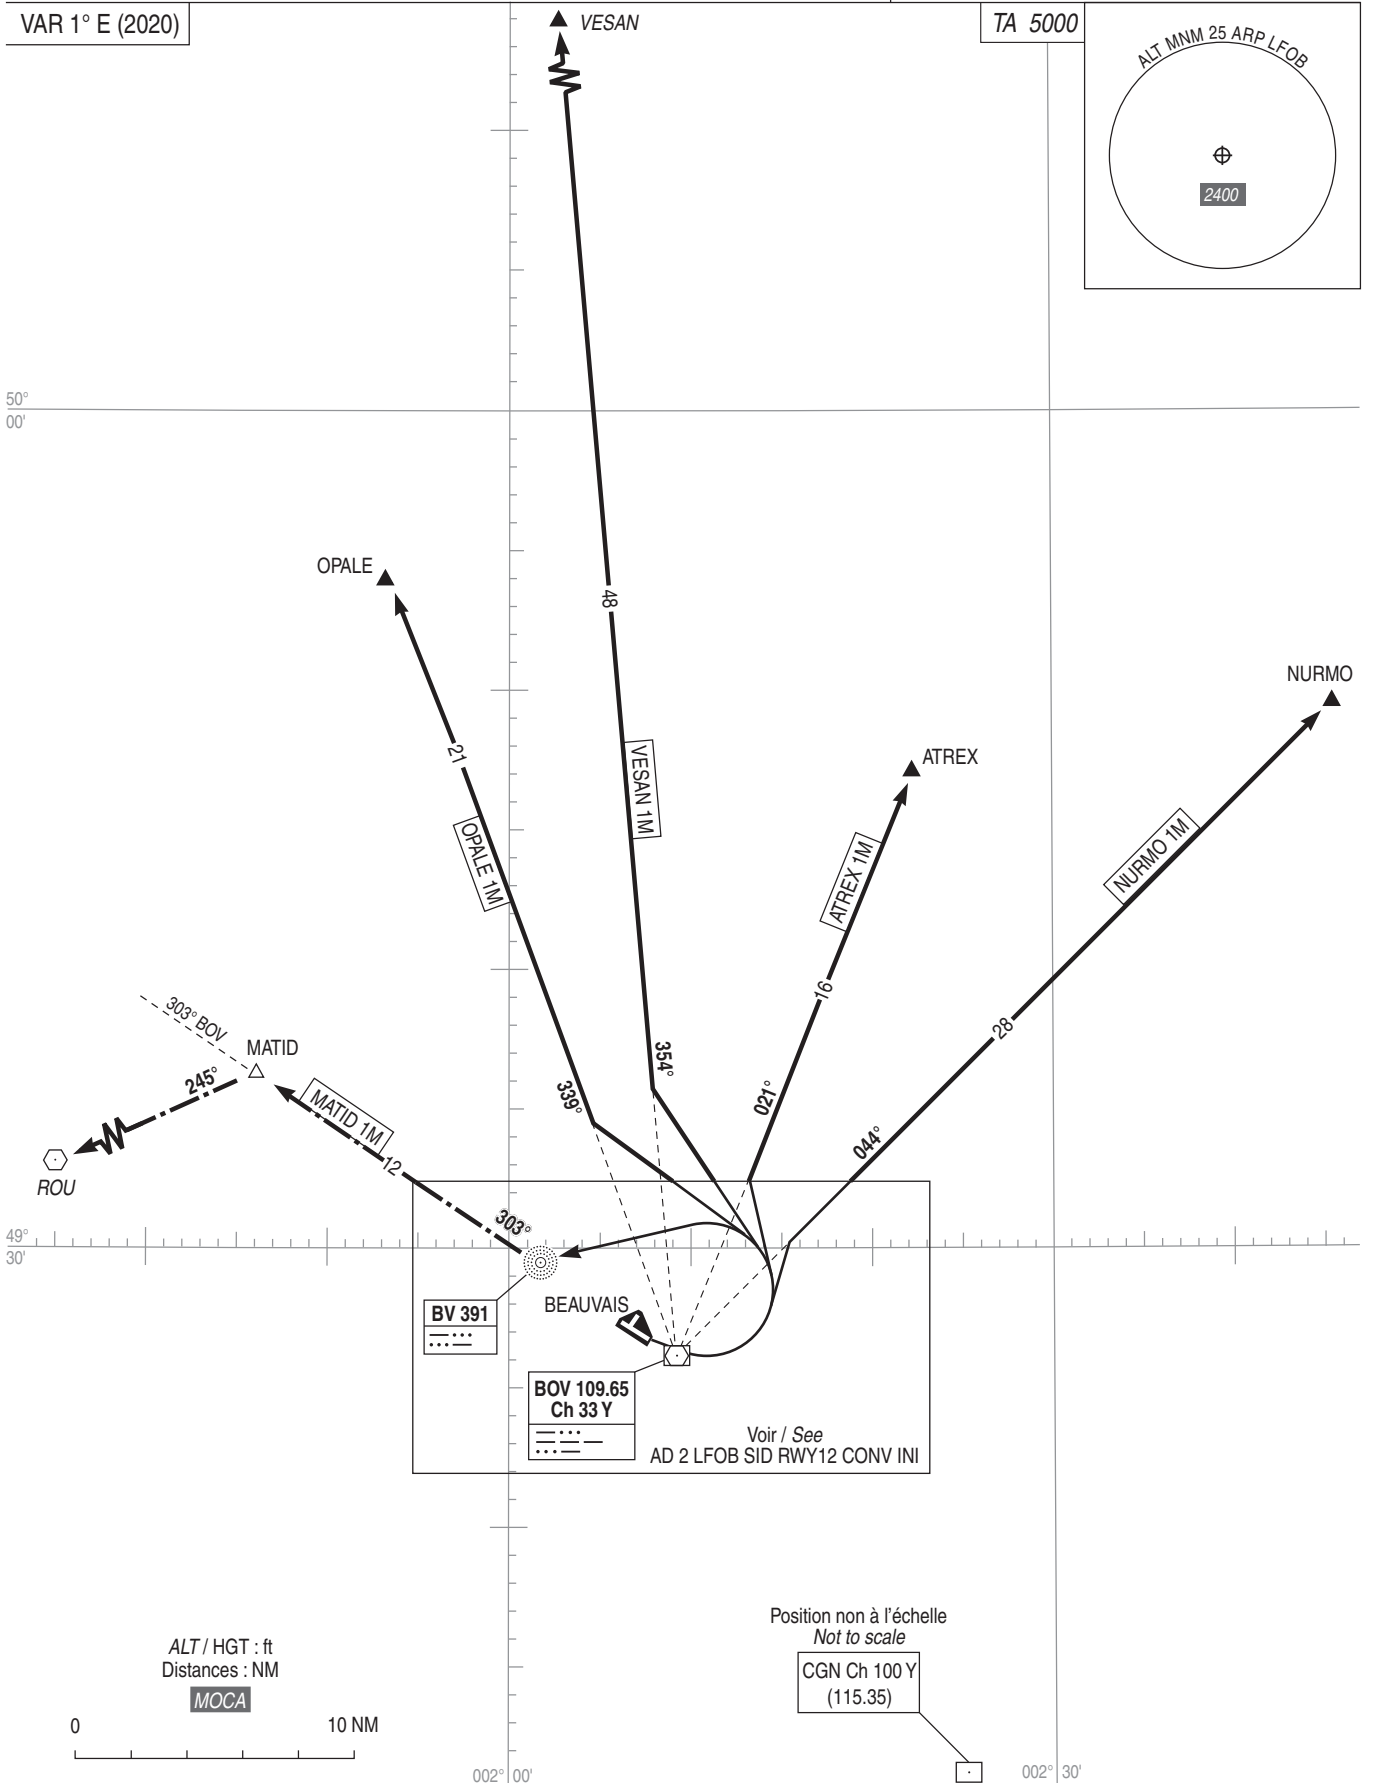 VAR 1° E (2020)
VESAN
TA 5000
ALT MNM 25 ARP LFOB
2400
50°
00'
OPALE
48
NURMO
21
VESAN 1M
ATREX
OPALE 1M
ATREX 1M
NURMO 1M
16
28
303° BOV
MATID
245°
MATID 1M
354°
339°
021°
044°
12
ROU
303°
49°
30'
BV 391
BEAUVAIS
BOV 109.65
Ch 33 Y
Voir / See
AD 2 LFOB SID RWY12 CONV INI
Position non à l'échelle
Not to scale
CGN Ch 100 Y
(115.35)
ALT / HGT : ft
Distances : NM
MOCA
0 10 NM
002° 00'
002° 30'